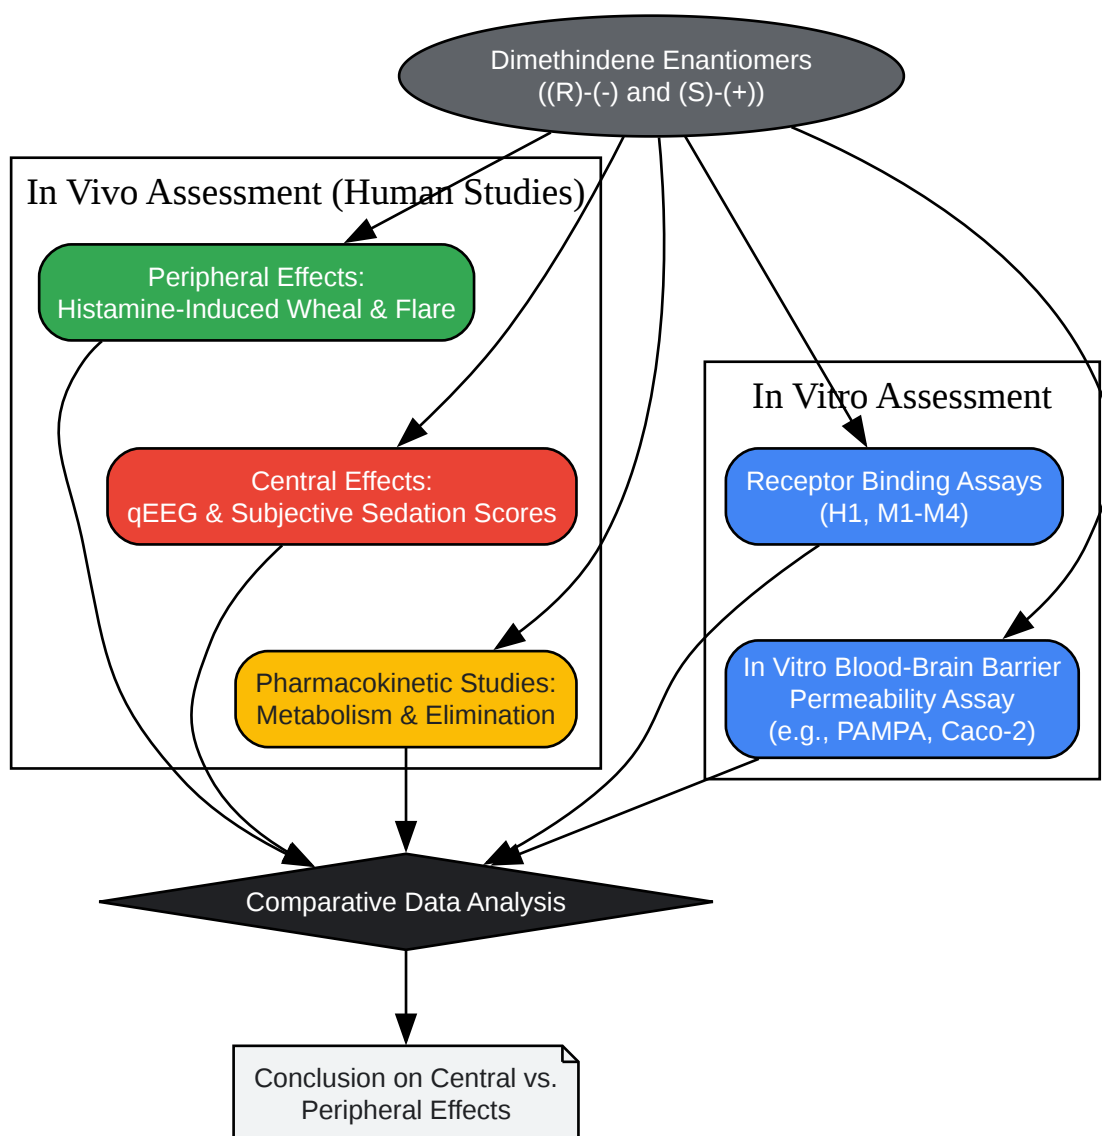 Dimethindene Enantiomers
((R)-(-) and (S)-(+))
In Vivo Assessment (Human Studies)
Peripheral Effects:
Histamine-Induced Wheal & Flare
Central Effects:
qEEG & Subjective Sedation Scores
Pharmacokinetic Studies:
Metabolism & Elimination
In Vitro Assessment
Receptor Binding Assays
(H1, M1-M4)
In Vitro Blood-Brain Barrier
Permeability Assay
(e.g., PAMPA, Caco-2)
Comparative Data Analysis
Conclusion on Central vs.
Peripheral Effects